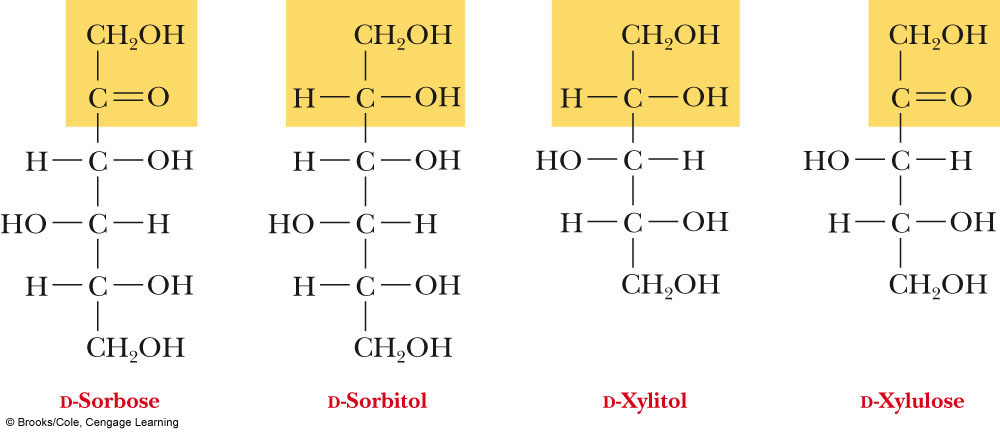 CH₂OH CH₂OH CH₂OH CH₂OH
C=O H—C—OH H—C—OH C=O
H—C—OH H—C—OH HO—C—H HO—C—H
HO—C—H HO—C—H H—C—OH H—C—OH
H—C—OH H—C—OH CH₂OH CH₂OH
CH₂OH CH₂OH
D-Sorbose D-Sorbitol D-Xylitol D-Xylulose
© Brooks/Cole, Cengage Learning